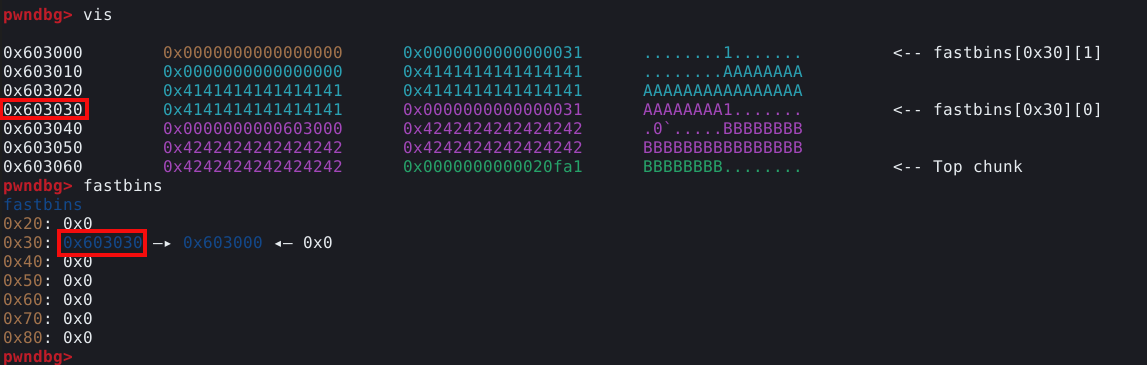 pwndbg> vis
0x603000 0x0000000000000000 0x0000000000000031 ........1....... <-- fastbins[0x30][1]
0x603010 0x0000000000000000 0x4141414141414141 ........AAAAAAAA
0x603020 0x4141414141414141 0x4141414141414141 AAAAAAAAAAAAAAAA
0x603030 0x4141414141414141 0x0000000000000031 AAAAAAAA1....... <-- fastbins[0x30][0]
0x603040 0x0000000000603000 0x4242424242424242 .0`.....BBBBBBBB
0x603050 0x4242424242424242 0x4242424242424242 BBBBBBBBBBBBBBBB
0x603060 0x4242424242424242 0x0000000000020fa1 BBBBBBBB........ <-- Top chunk
pwndbg> fastbins
fastbins
0x20: 0x0
0x30: 0x603030 —▸ 0x603000 ◂— 0x0
0x40: 0x0
0x50: 0x0
0x60: 0x0
0x70: 0x0
0x80: 0x0
pwndbg>